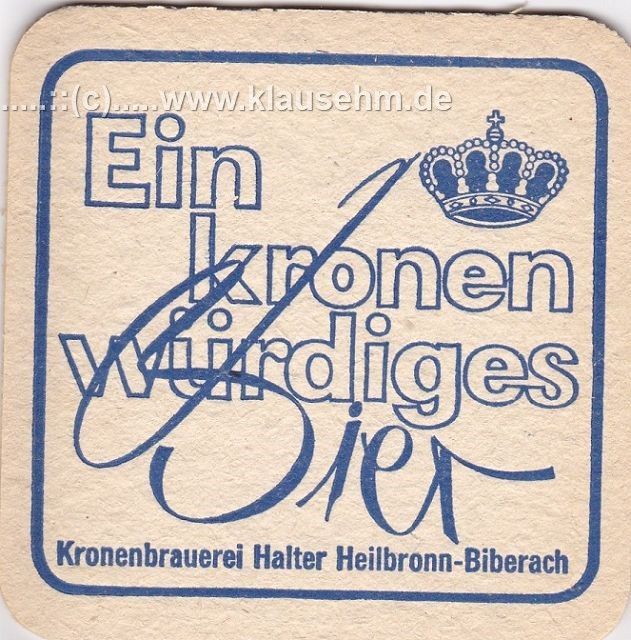 .....::(c).....www.klausehm.de
Ein
kronen
würdiges
Bier
Kronenbrauerei Halter Heilbronn-Biberach